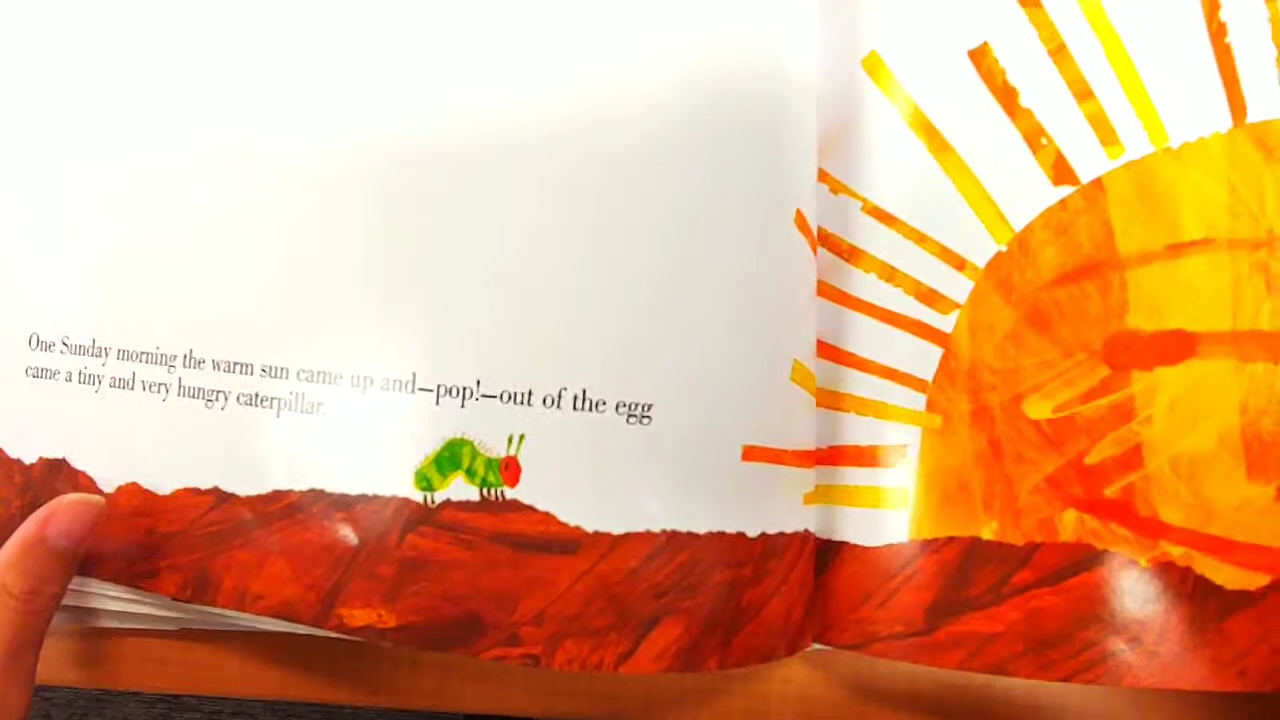 One Sunday morning the warm sun came up and—pop!—out of the egg
came a tiny and very hungry caterpillar.